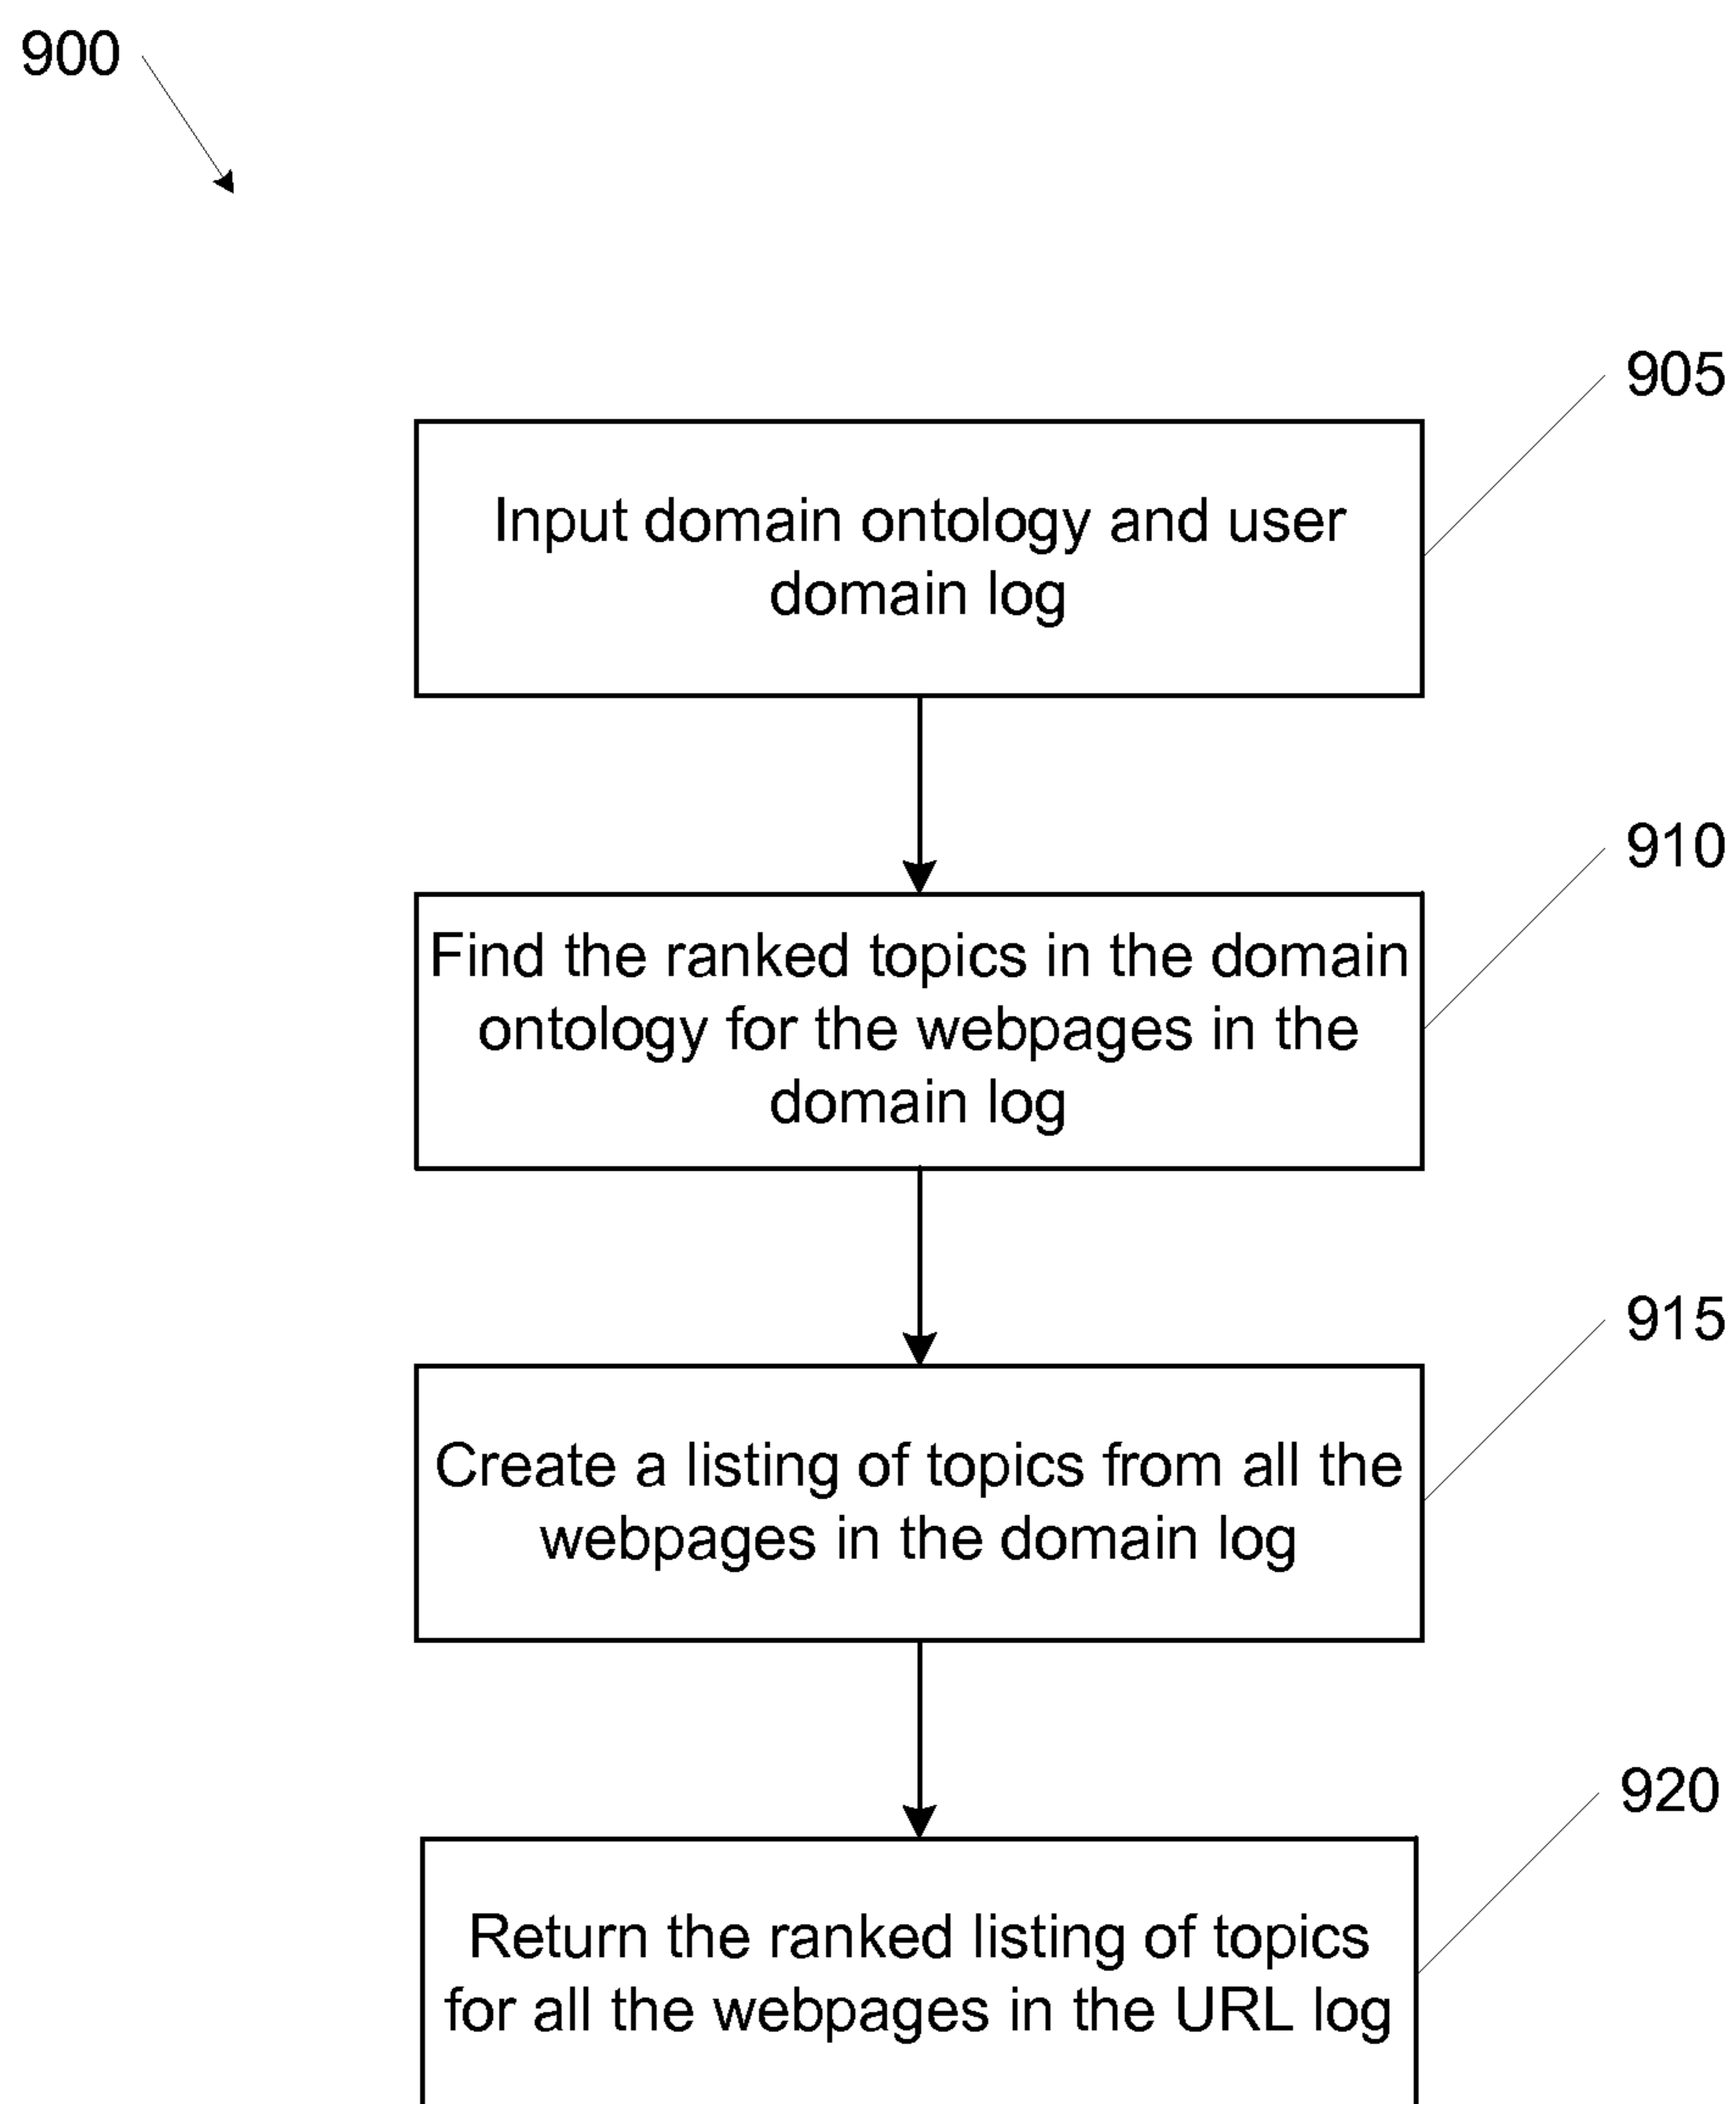 900
905
Input domain ontology and user
domain log
910
Find the ranked topics in the domain
ontology for the webpages in the
domain log
915
Create a listing of topics from all the
webpages in the domain log
920
Return the ranked listing of topics
for all the webpages in the URL log